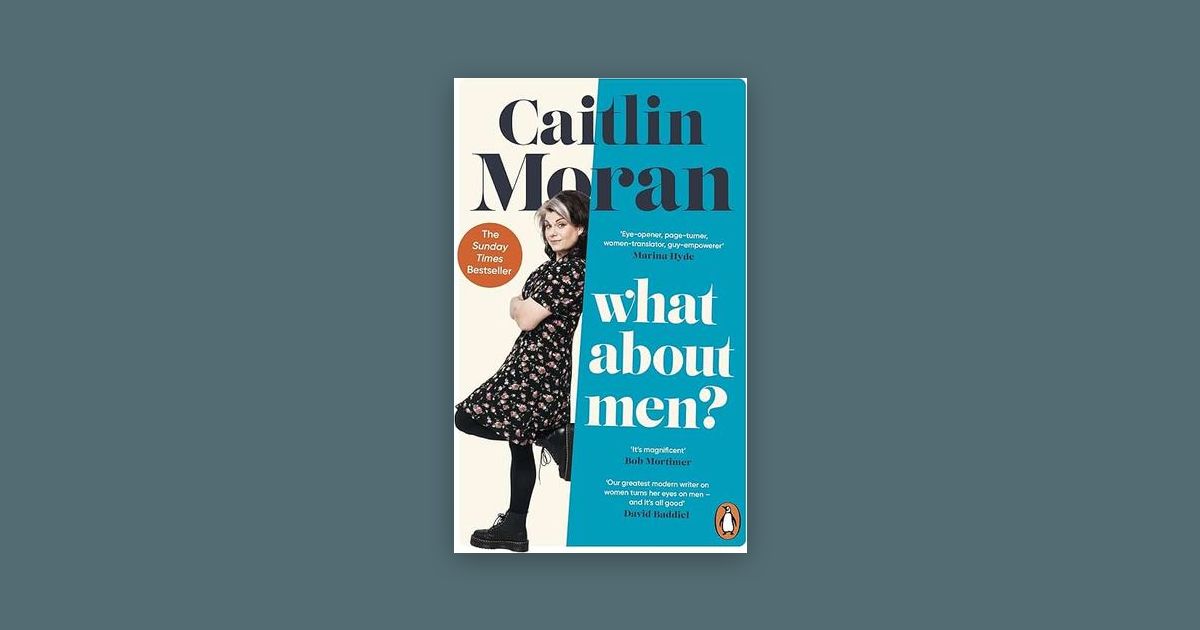 Caitlin
Moran
The
Sunday
Times
Bestseller
'Eye-opener, page-turner,
women-translator, guy-empowerer'
Marina Hyde
what
about
men?
'It's magnificent'
Bob Mortimer
'Our greatest modern writer on
women turns her eyes on men –
and it's all good'
David Baddiel